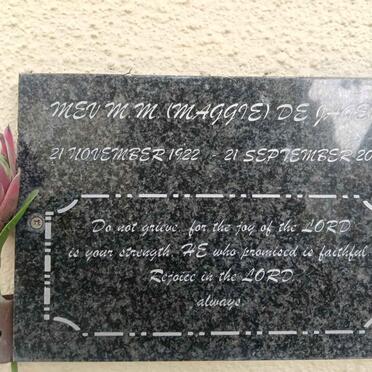 MEV M.M. (MAGGIE) DE
21 NOVEMBER 1922 - 21 SEPTEMBER
Do not grieve, for the joy of the LORD
is your strength, HE who promised is faithful
Rejoice in the LORD
always